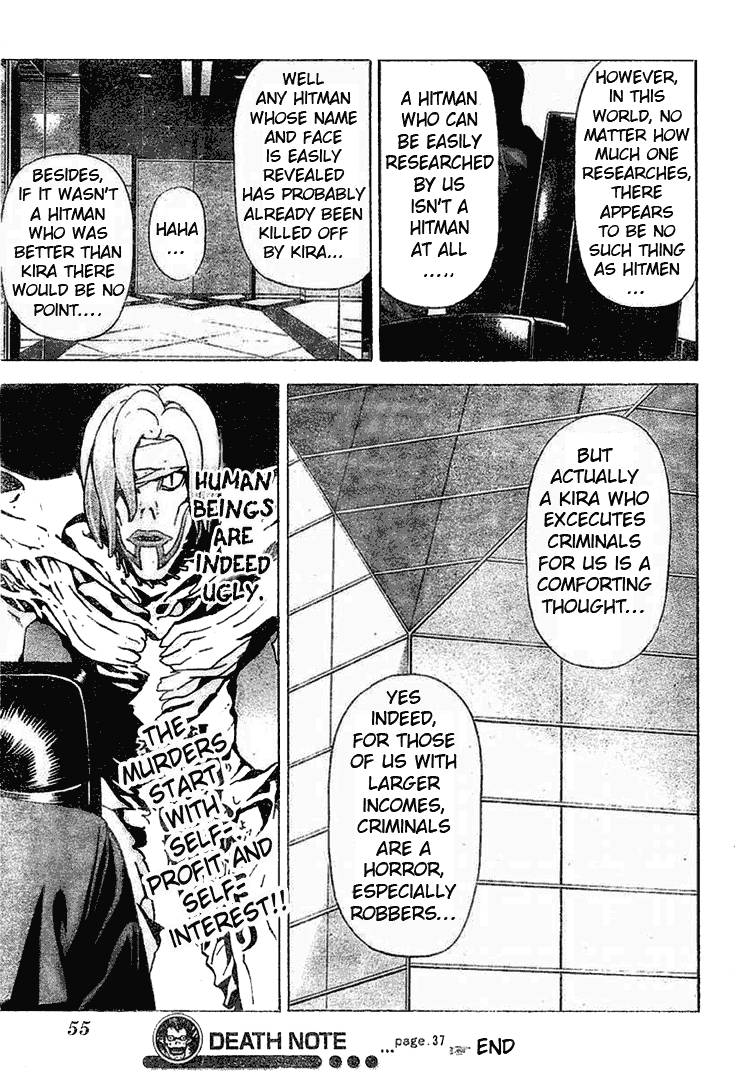 HOWEVER,
IN THIS
WORLD, NO
MATTER HOW
MUCH ONE
RESEARCHES,
THERE
APPEARS
TO BE NO
SUCH THING
AS HITMEN
...
A HITMAN
WHO CAN
BE EASILY
RESEARCHED
BY US
ISN'T A
HITMAN
AT ALL
.....
WELL
ANY HITMAN
WHOSE NAME
AND FACE
IS EASILY
REVEALED
HAS PROBABLY
ALREADY BEEN
KILLED OFF
BY KIRA...
HAHA
...
BESIDES,
IF IT WASN'T
A HITMAN
WHO WAS
BETTER THAN
KIRA THERE
WOULD BE NO
POINT....
BUT
ACTUALLY
A KIRA WHO
EXCECUTES
CRIMINALS
FOR US IS A
COMFORTING
THOUGHT...
YES
INDEED,
FOR THOSE
OF US WITH
LARGER
INCOMES,
CRIMINALS
ARE A
HORROR,
ESPECIALLY
ROBBERS...
HUMAN
BEINGS
ARE
INDEED
UGLY.
THE
MURDERS
START
WITH
SELF-
PROFIT AND
SELF-
INTEREST!!
55
DEATH NOTE ...page.37 ☞ END